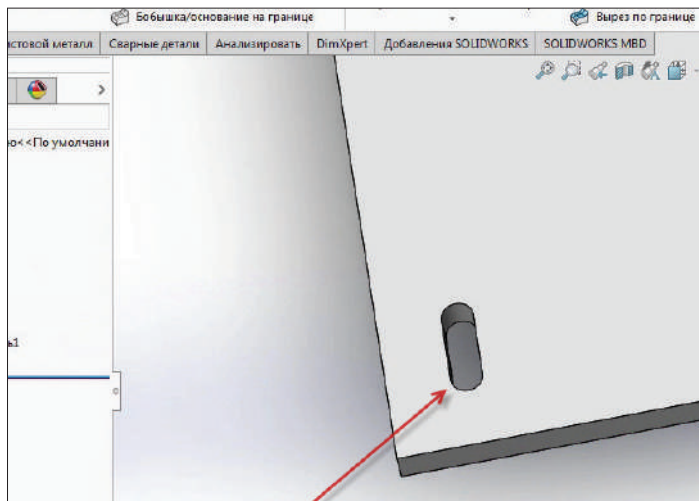 Бобышка/основание на границе
Вырез по границе
истовой металл Сварные детали Анализировать DimXpert Добавления SOLIDWORKS SOLIDWORKS MBD
ю<<По умолчани
ь1